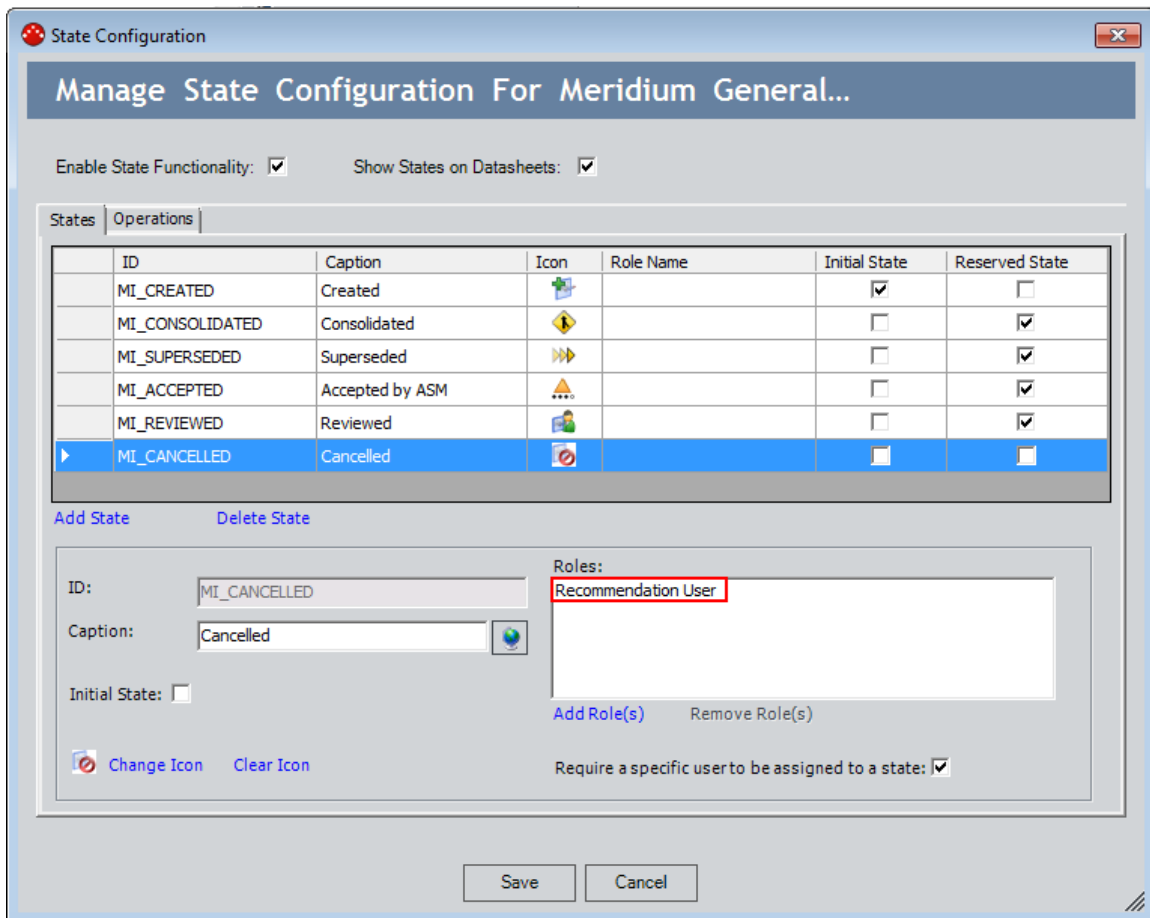 State Configuration
Manage State Configuration For Meridium General...
Enable State Functionality: Show States on Datasheets:
States Operations
ID Caption Icon Role Name Initial State Reserved State
MI_CREATED Created
MI_CONSOLIDATED Consolidated
MI_SUPERSEDED Superseded
MI_ACCEPTED Accepted by ASM
MI_REVIEWED Reviewed
MI_CANCELLED Cancelled
Add State Delete State
Roles:
ID: MI_CANCELLED Recommendation User
Caption: Cancelled
Initial State:
Add Role(s) Remove Role(s)
Change Icon Clear Icon Require a specific user to be assigned to a state:
Save Cancel